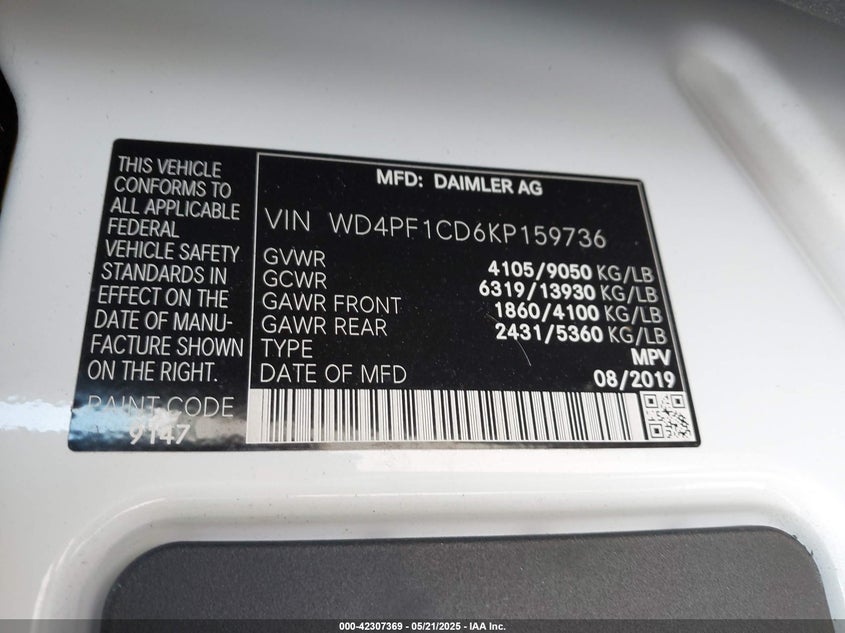 THIS VEHICLE
CONFORMS TO
ALL APPLICABLE
FEDERAL
VEHICLE SAFETY
STANDARDS IN
EFFECT ON THE
DATE OF MANU-
FACTURE SHOWN
ON THE RIGHT.
PAINT CODE
9147
MFD: DAIMLER AG
VIN WD4PF1CD6KP159736
GVWR 4105/9050 KG/LB
GCWR 6319/13930 KG/LB
GAWR FRONT 1860/4100 KG/LB
GAWR REAR 2431/5360 KG/LB
TYPE MPV
DATE OF MFD 08/2019
000-42307369 - 05/21/2025 - IAA Inc.